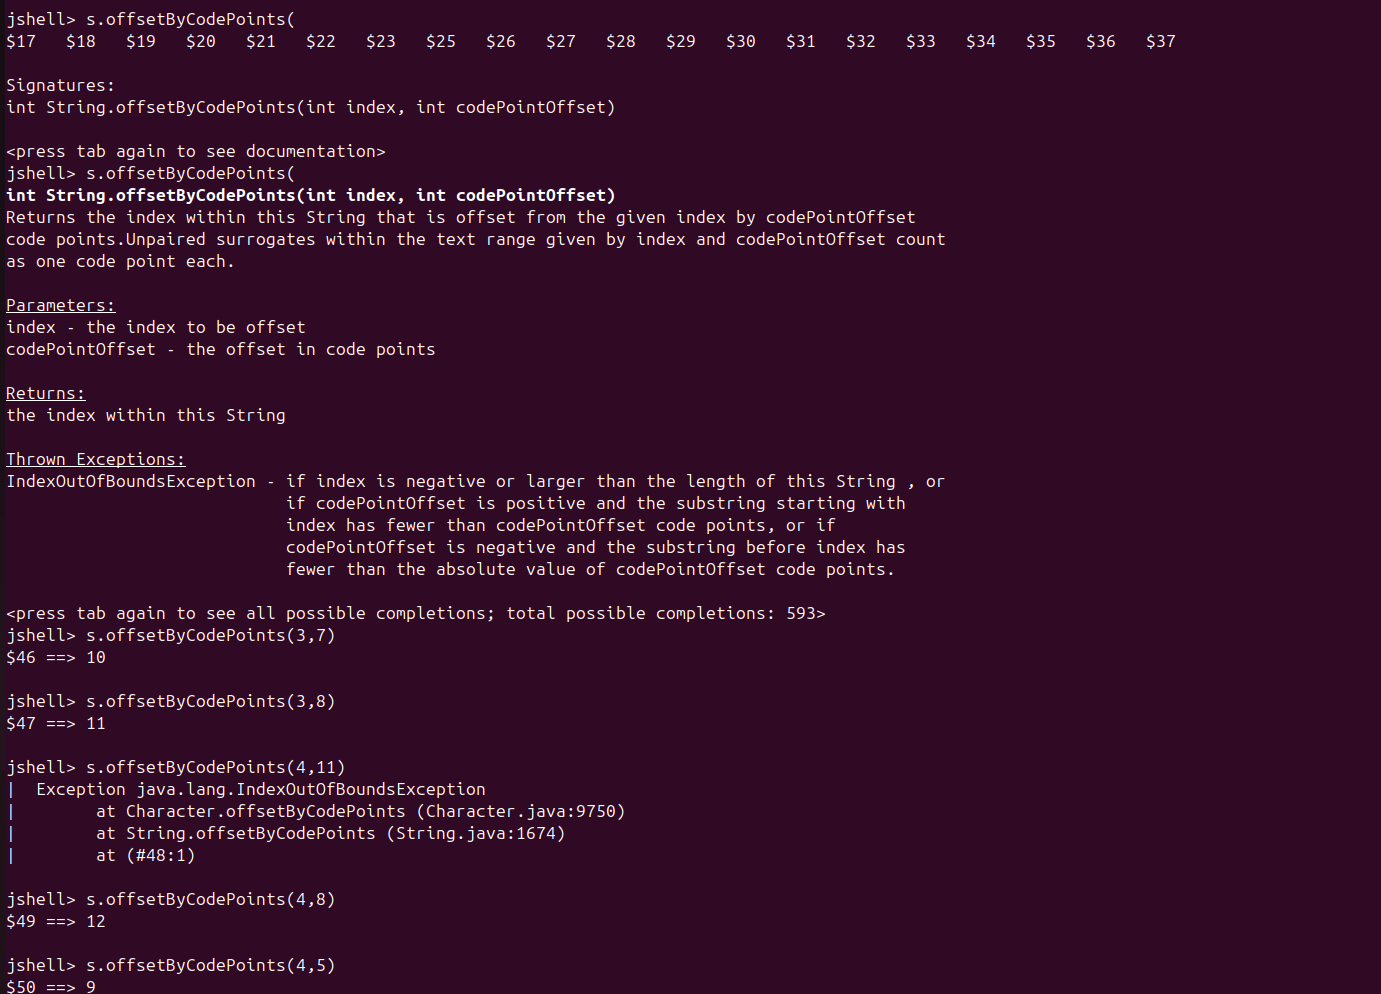 jshell> s.offsetByCodePoints(
$17   $18   $19   $20   $21   $22   $23   $25   $26   $27   $28   $29   $30   $31   $32   $33   $34   $35   $36   $37
Signatures:
int String.offsetByCodePoints(int index, int codePointOffset)
<press tab again to see documentation>
jshell> s.offsetByCodePoints(
int String.offsetByCodePoints(int index, int codePointOffset)
Returns the index within this String that is offset from the given index by codePointOffset
code points.Unpaired surrogates within the text range given by index and codePointOffset count
as one code point each.
Parameters:
index - the index to be offset
codePointOffset - the offset in code points
Returns:
the index within this String
Thrown Exceptions:
IndexOutOfBoundsException - if index is negative or larger than the length of this String , or
if codePointOffset is positive and the substring starting with
index has fewer than codePointOffset code points, or if
codePointOffset is negative and the substring before index has
fewer than the absolute value of codePointOffset code points.
<press tab again to see all possible completions; total possible completions: 593>
jshell> s.offsetByCodePoints(3,7)
$46 ==> 10
jshell> s.offsetByCodePoints(3,8)
$47 ==> 11
jshell> s.offsetByCodePoints(4,11)
|  Exception java.lang.IndexOutOfBoundsException
|        at Character.offsetByCodePoints (Character.java:9750)
|        at String.offsetByCodePoints (String.java:1674)
|        at (#48:1)
jshell> s.offsetByCodePoints(4,8)
$49 ==> 12
jshell> s.offsetByCodePoints(4,5)
$50 ==> 9